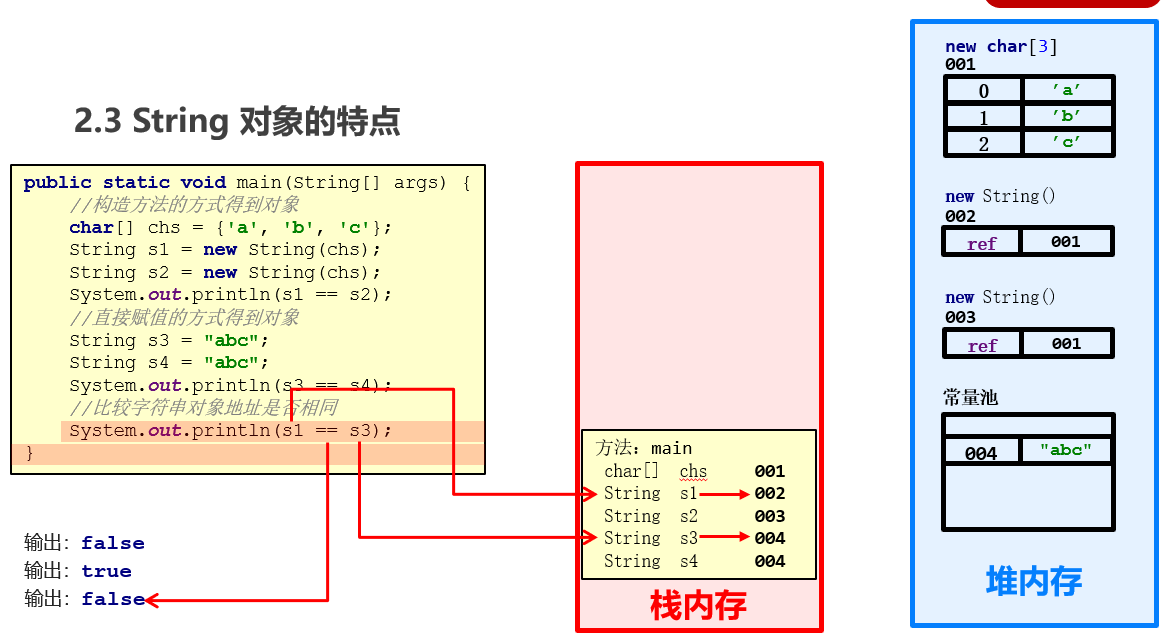 2.3 String 对象的特点
public static void main(String[] args) {
//构造方法的方式得到对象
char[] chs = {'a', 'b', 'c'};
String s1 = new String(chs);
String s2 = new String(chs);
System.out.println(s1 == s2);
//直接赋值的方式得到对象
String s3 = "abc";
String s4 = "abc";
System.out.println(s3 == s4);
//比较字符串对象地址是否相同
System.out.println(s1 == s3);
}
输出: false
输出: true
输出: false
方法: main
char[] chs 001
String s1 002
String s2 003
String s3 004
String s4 004
栈内存
new char[3]
001
0 'a'
1 'b'
2 'c'
new String()
002
ref 001
new String()
003
ref 001
常量池
004 "abc"
堆内存